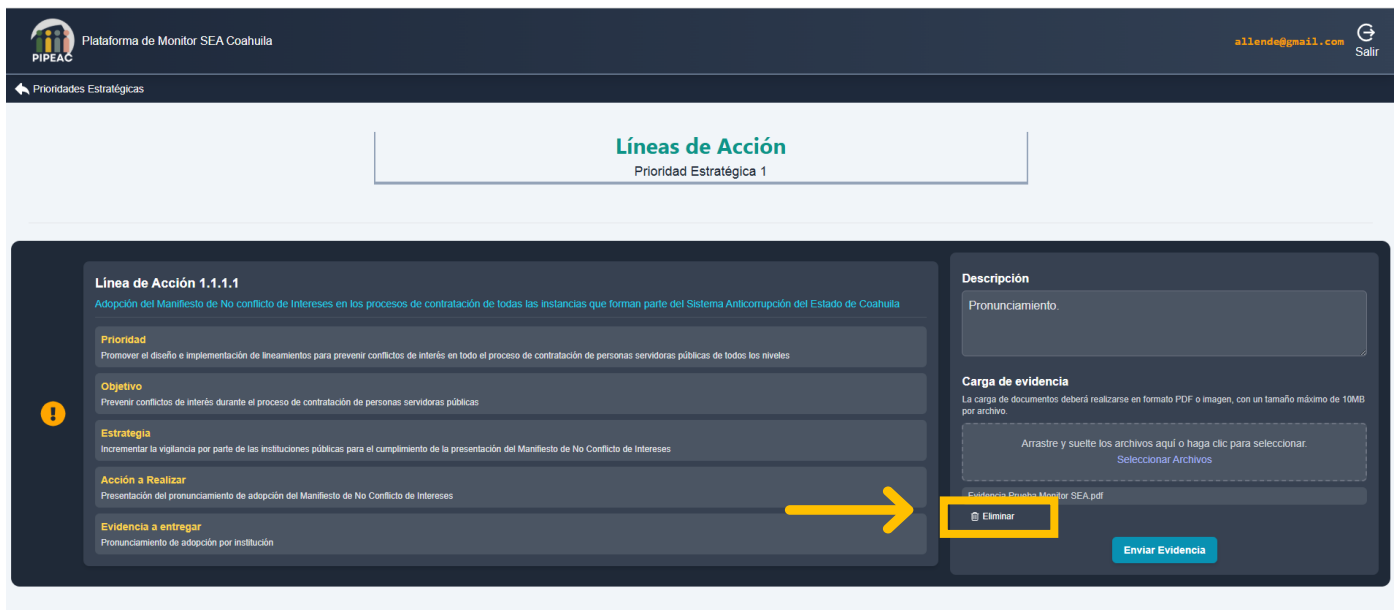 PIPEAC
Plataforma de Monitor SEA Coahuila
allende@gmail.com
Salir
Prioridades Estratégicas
Líneas de Acción
Prioridad Estratégica 1
Línea de Acción 1.1.1.1
Adopción del Manifiesto de No conflicto de Intereses en los procesos de contratación de todas las instancias que forman parte del Sistema Anticorrupción del Estado de Coahuila
Prioridad
Promover el diseño e implementación de lineamientos para prevenir conflictos de interés en todo el proceso de contratación de personas servidoras públicas de todos los niveles
Objetivo
Prevenir conflictos de interés durante el proceso de contratación de personas servidoras públicas
Estrategia
Incrementar la vigilancia por parte de las instituciones públicas para el cumplimiento de la presentación del Manifiesto de No Conflicto de Intereses
Acción a Realizar
Presentación del pronunciamiento de adopción del Manifiesto de No Conflicto de Intereses
Evidencia a entregar
Pronunciamiento de adopción por institución
Descripción
Pronunciamiento.
Carga de evidencia
La carga de documentos deberá realizarse en formato PDF o imagen, con un tamaño máximo de 10MB
por archivo.
Arrastre y suelte los archivos aquí o haga clic para seleccionar.
Seleccionar Archivos
Evidencia Prueba Monitor SEA.pdf
Eliminar
Enviar Evidencia